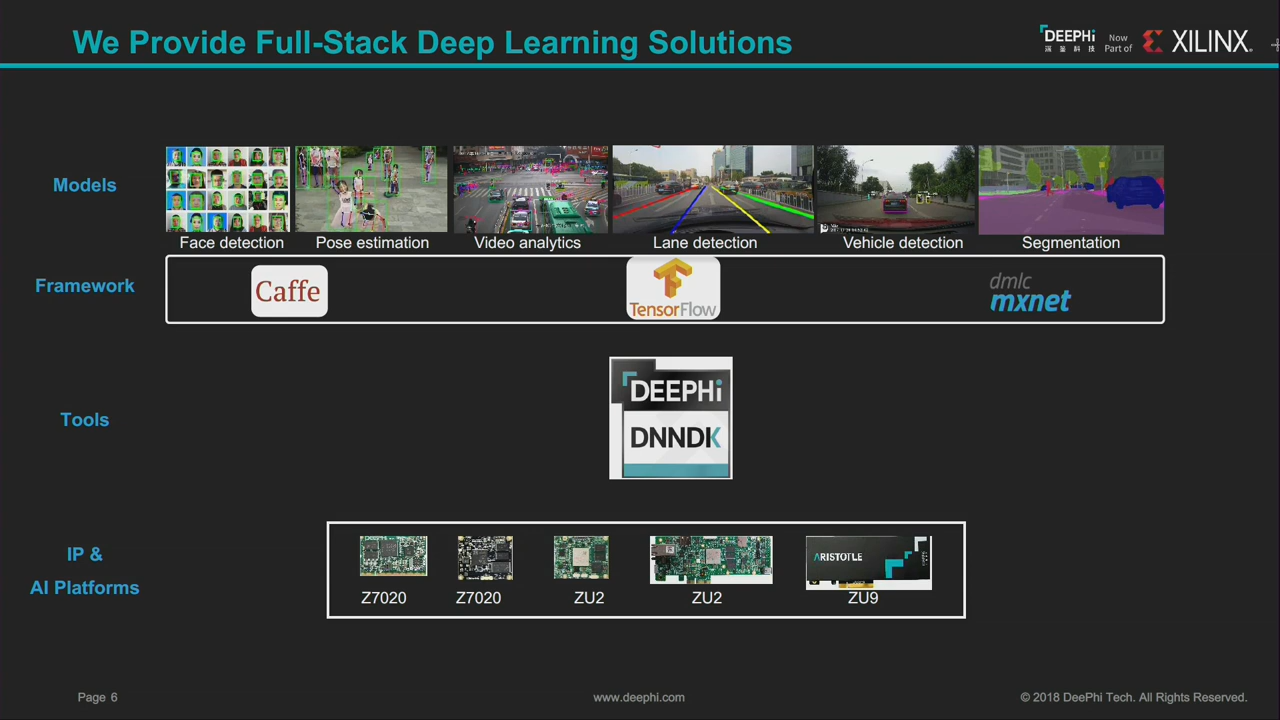 We Provide Full-Stack Deep Learning Solutions
DEEPHi
深鉴科技
Now
Part of
XILINX
Models
Face detection
Pose estimation
Video analytics
Lane detection
Vehicle detection
Segmentation
Framework
Caffe
TensorFlow
dmlc
mxnet
Tools
DEEPHi
DNNDK
IP &
AI Platforms
ARISTOTLE
Z7020
Z7020
ZU2
ZU2
ZU9
Page 6
www.deephi.com
© 2018 DeePhi Tech. All Rights Reserved.